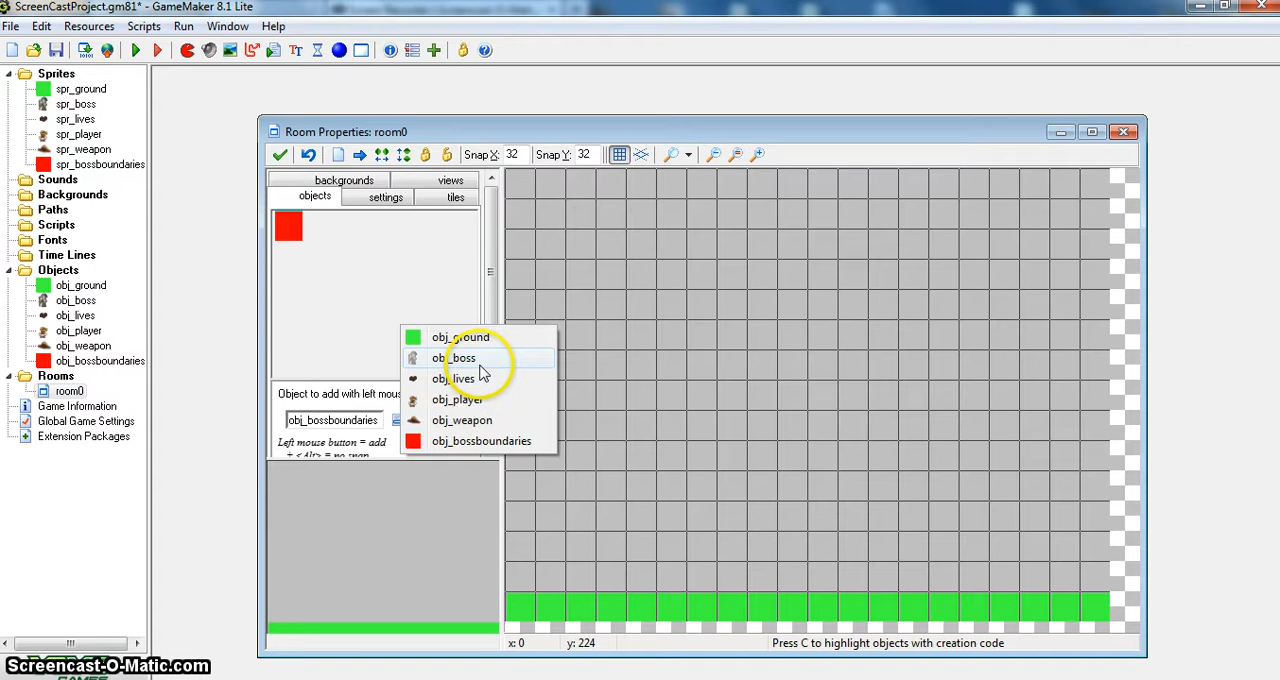 ScreenCastProject.gm81* - GameMaker 8.1 Lite
File Edit Resources Scripts Run Window Help
Sprites
spr_ground
spr_boss
spr_lives
spr_player
spr_weapon
spr_bossboundaries
Sounds
Backgrounds
Paths
Scripts
Fonts
Time Lines
Objects
obj_ground
obj_boss
obj_lives
obj_player
obj_weapon
obj_bossboundaries
Rooms
room0
Game Information
Global Game Settings
Extension Packages
Room Properties: room0
Snap X: 32 Snap Y: 32
backgrounds views
objects settings tiles
obj_ground
obj_boss
obj_lives
obj_player
obj_weapon
obj_bossboundaries
Object to add with left mous
obj_bossboundaries
Left mouse button = add
+ <Alt> = no snap
x: 0 y: 224 Press C to highlight objects with creation code
Screencast-O-Matic.com
GAMES